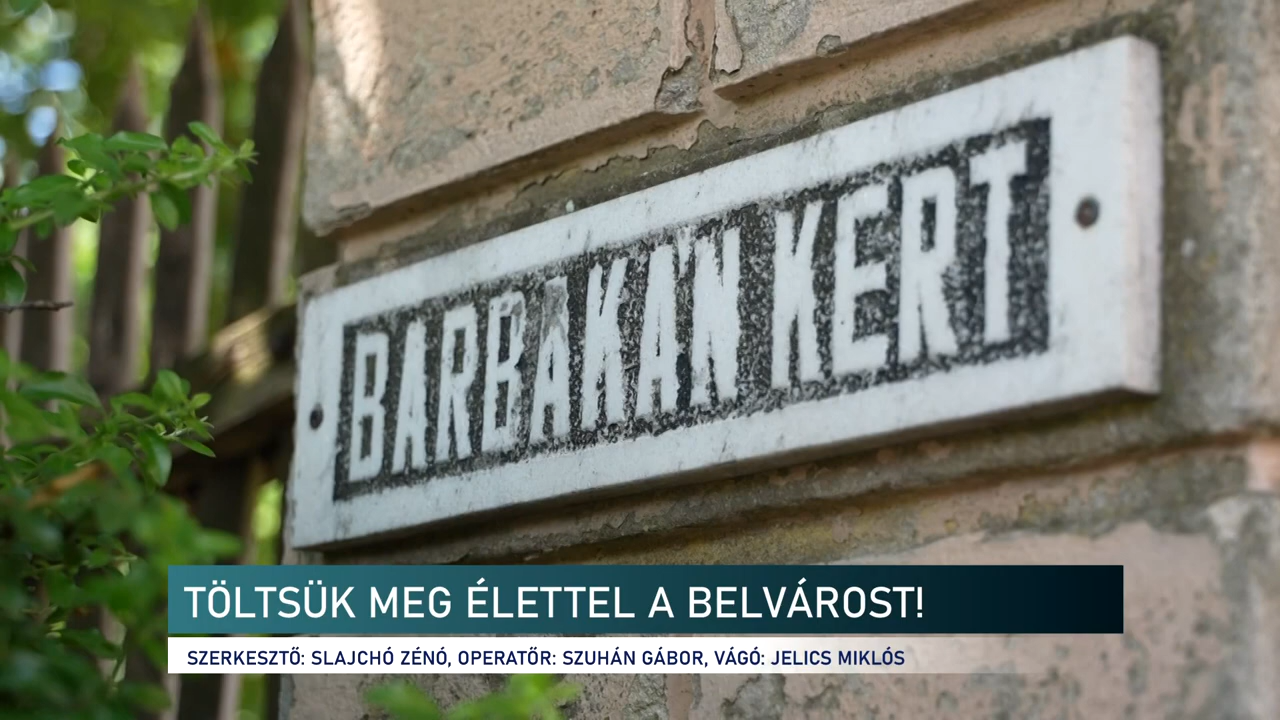 BARBAKÁN KERT
TÖLTSÜK MEG ÉLETTEL A BELVÁROST!
SZERKESZTŐ: SLAJCHÓ ZÉNÓ, OPERATŐR: SZUHÁN GÁBOR, VÁGÓ: JELICS MIKLÓS